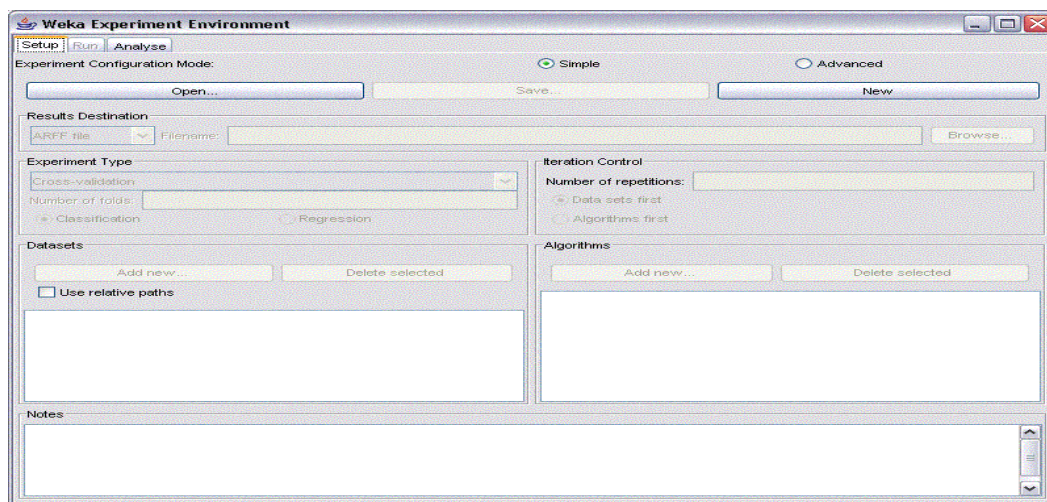 Weka Experiment Environment
Setup Run Analyse
Experiment Configuration Mode: Simple Advanced
Open... Save... New
Results Destination
ARFF file Filename: Browse...
Experiment Type
Cross-validation
Number of folds:
Classification Regression
Iteration Control
Number of repetitions:
Data sets first
Algorithms first
Datasets
Add new... Delete selected
Use relative paths
Algorithms
Add new... Delete selected
Notes